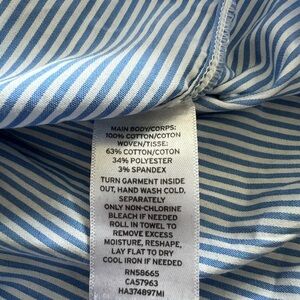 MAIN BODY/CORPS:
100% COTTON/COTON
WOVEN/TISSE:
63% COTTON/COTON
34% POLYESTER
3% SPANDEX
TURN GARMENT INSIDE
OUT, HAND WASH COLD,
SEPARATELY
ONLY NON-CHLORINE
BLEACH IF NEEDED
ROLL IN TOWEL TO
REMOVE EXCESS
MOISTURE, RESHAPE,
LAY FLAT TO DRY
COOL IRON IF NEEDED
RN58665
CA57963
HA374897MI